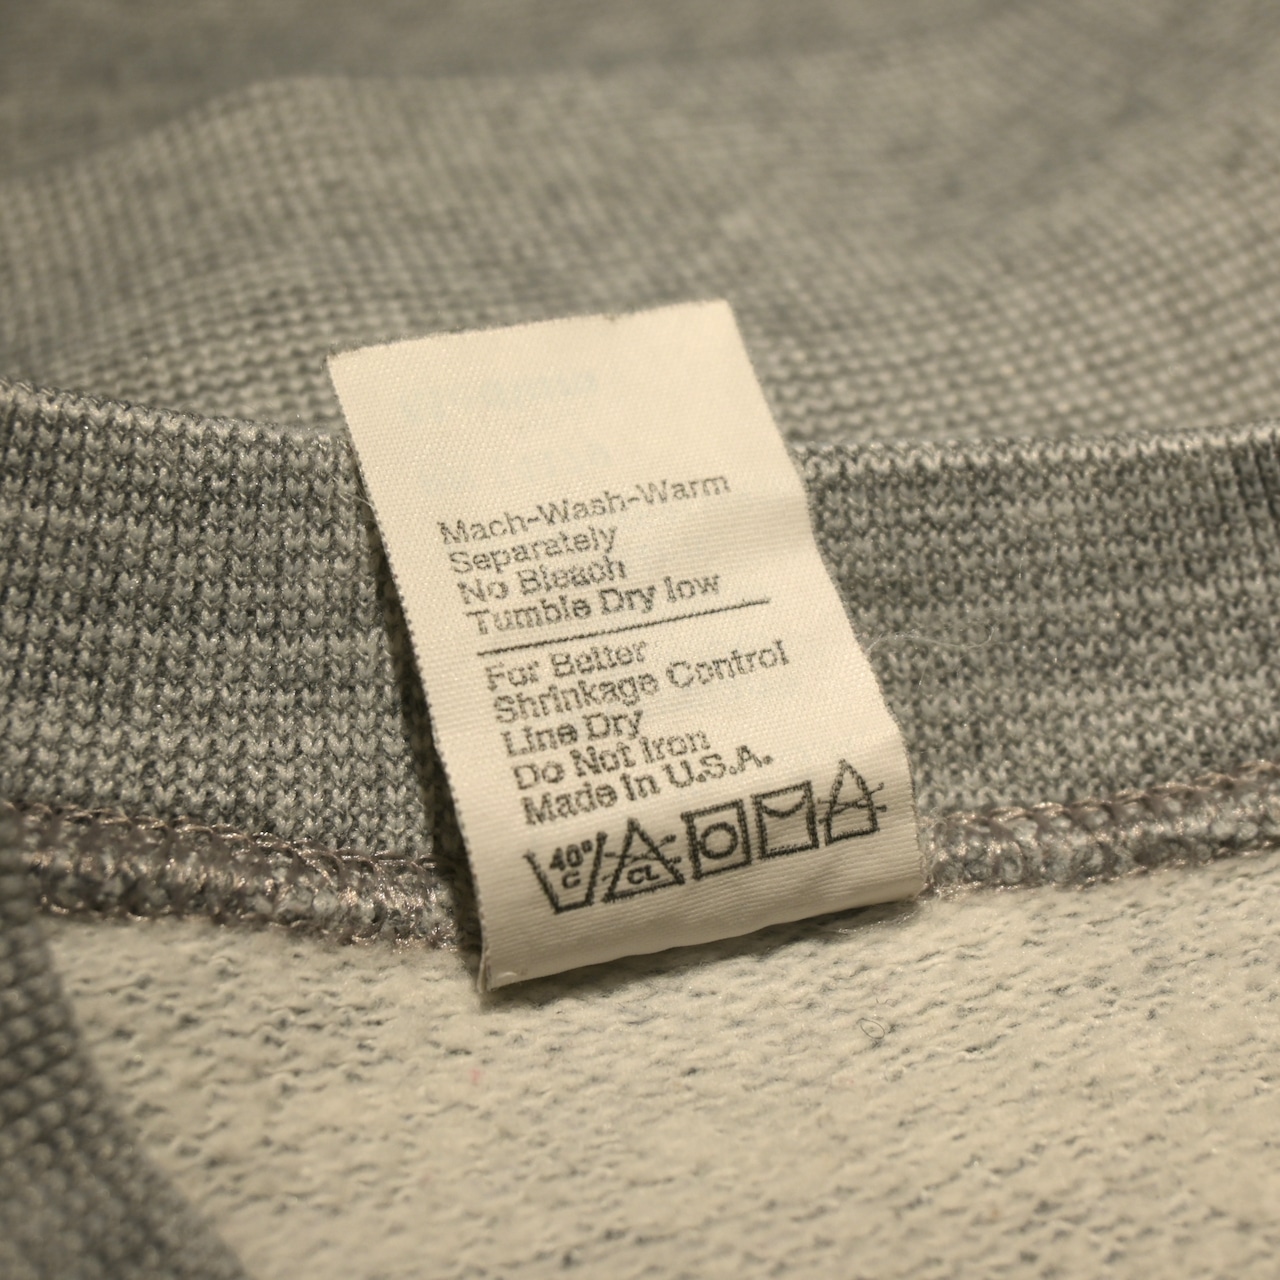 Mach-Wash-Warm
Separately
No Bleach
Tumble Dry low
For Better
Shrinkage Control
Line Dry
Do Not Iron
Made In U.S.A.
40° C CL